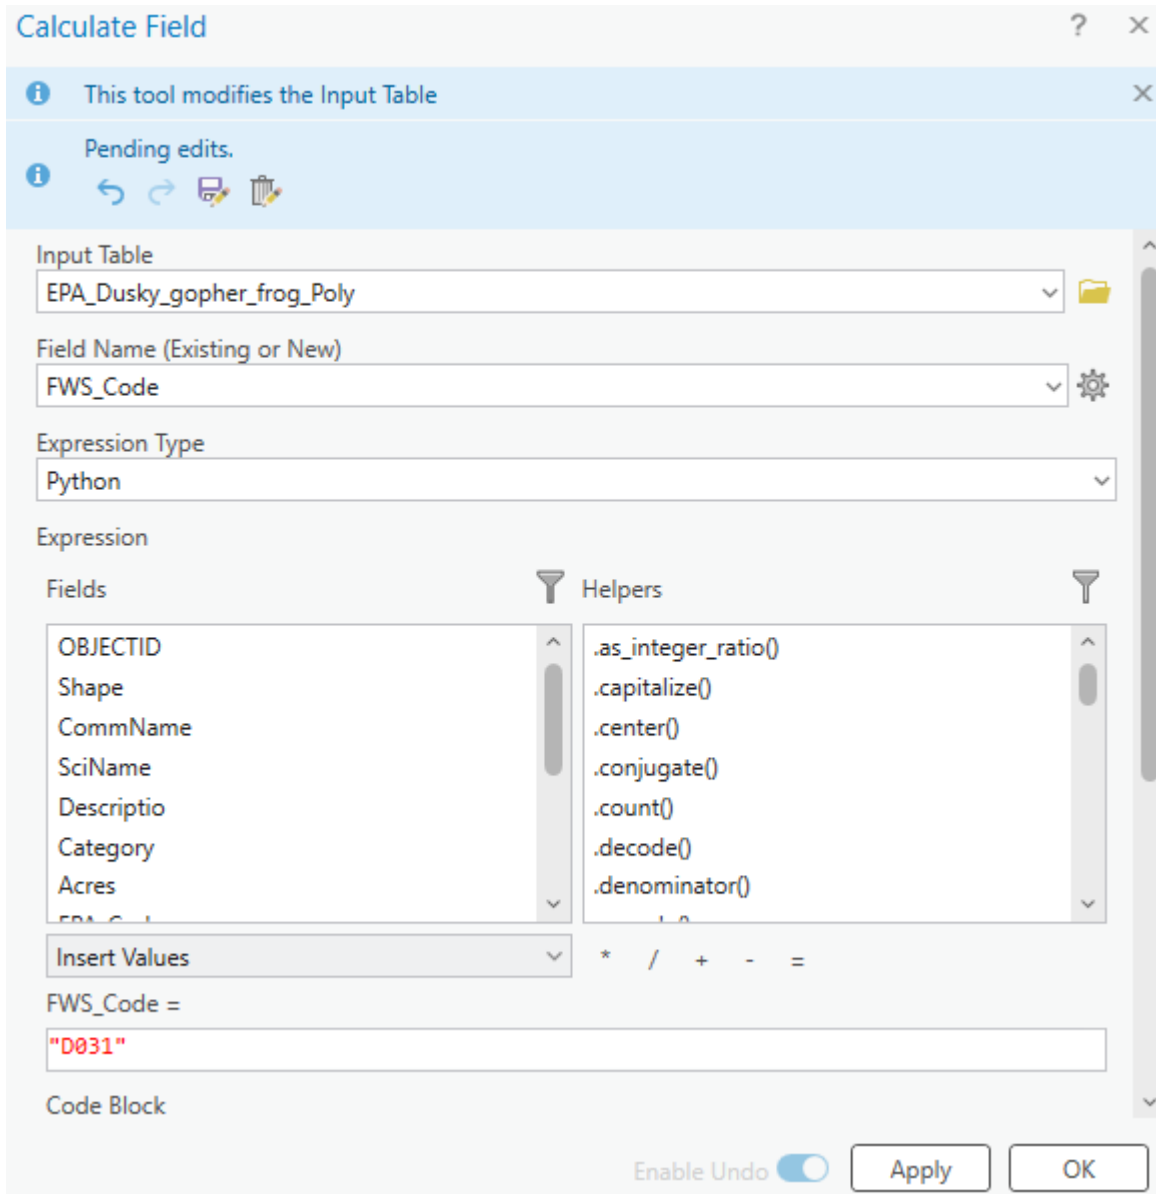 Calculate Field ?
This tool modifies the Input Table
Pending edits.
Input Table
EPA_Dusky_gopher_frog_Poly
Field Name (Existing or New)
FWS_Code
Expression Type
Python
Expression
Fields
Helpers
OBJECTID
Shape
CommName
SciName
Descriptio
Category
Acres
.as_integer_ratio()
.capitalize()
.center()
.conjugate()
.count()
.decode()
.denominator()
Insert Values
* / + - =
FWS_Code =
"D031"
Code Block
Enable Undo
Apply
OK